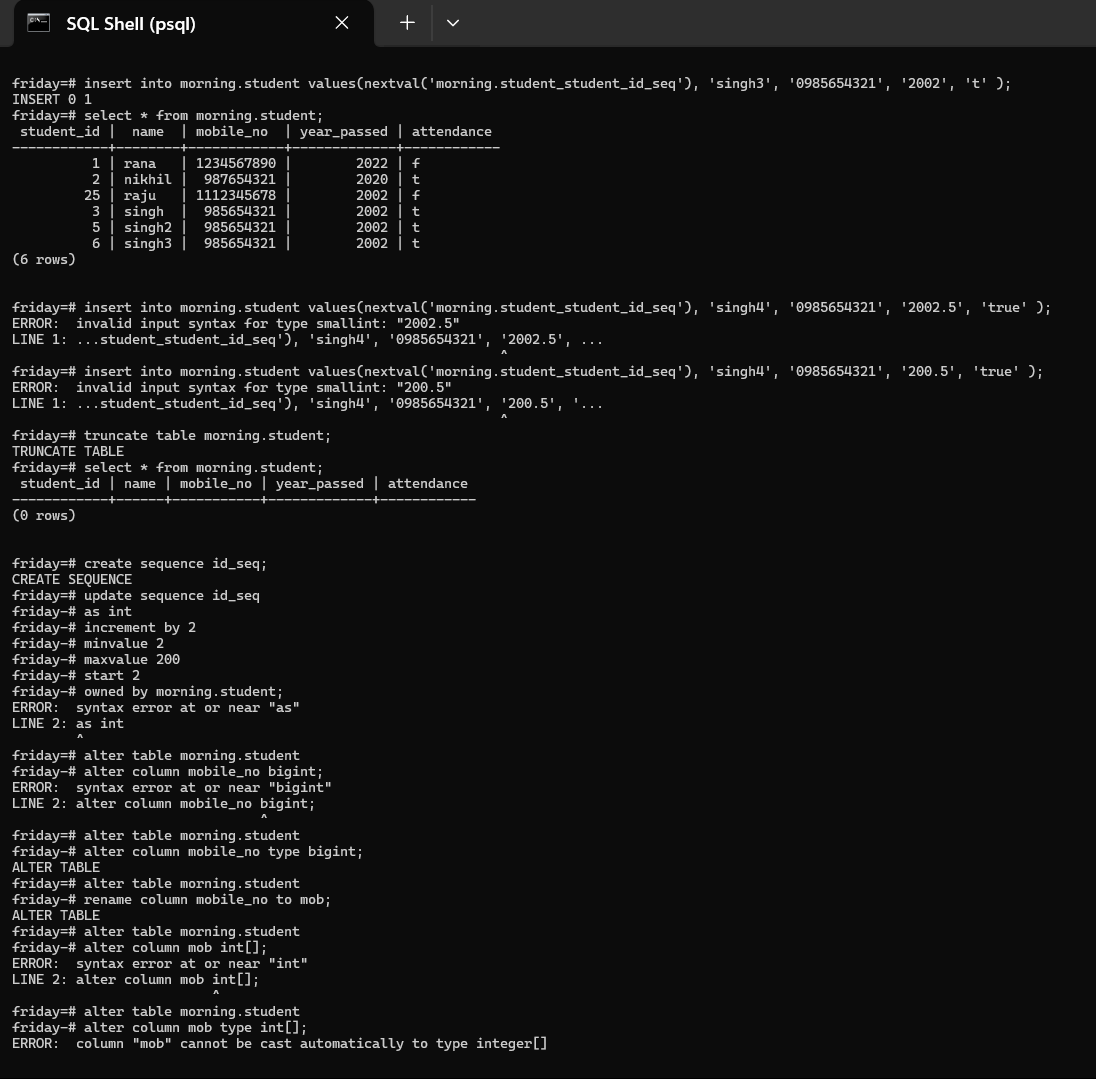 SQL Shell (psql)
friday=# insert into morning.student values(nextval('morning.student_student_id_seq'), 'singh3', '0985654321', '2002', 't' );
INSERT 0 1
friday=# select * from morning.student;
 student_id |  name  | mobile_no  | year_passed | attendance
------------+--------+------------+-------------+------------
          1 | rana   | 1234567890 |        2022 | f
          2 | nikhil |  987654321 |        2020 | t
         25 | raju   | 1112345678 |        2002 | f
          3 | singh  |  985654321 |        2002 | t
          5 | singh2 |  985654321 |        2002 | t
          6 | singh3 |  985654321 |        2002 | t
(6 rows)
friday=# insert into morning.student values(nextval('morning.student_student_id_seq'), 'singh4', '0985654321', '2002.5', 'true' );
ERROR:  invalid input syntax for type smallint: "2002.5"
LINE 1: ...student_student_id_seq'), 'singh4', '0985654321', '2002.5', ...
                                                             ^
friday=# insert into morning.student values(nextval('morning.student_student_id_seq'), 'singh4', '0985654321', '200.5', 'true' );
ERROR:  invalid input syntax for type smallint: "200.5"
LINE 1: ...student_student_id_seq'), 'singh4', '0985654321', '200.5', '...
                                                             ^
friday=# truncate table morning.student;
TRUNCATE TABLE
friday=# select * from morning.student;
 student_id | name | mobile_no | year_passed | attendance
------------+------+-----------+-------------+------------
(0 rows)
friday=# create sequence id_seq;
CREATE SEQUENCE
friday=# update sequence id_seq
friday-# as int
friday-# increment by 2
friday-# minvalue 2
friday-# maxvalue 200
friday-# start 2
friday-# owned by morning.student;
ERROR:  syntax error at or near "as"
LINE 2: as int
        ^
friday=# alter table morning.student
friday-# alter column mobile_no bigint;
ERROR:  syntax error at or near "bigint"
LINE 2: alter column mobile_no bigint;
                               ^
friday=# alter table morning.student
friday-# alter column mobile_no type bigint;
ALTER TABLE
friday=# alter table morning.student
friday-# rename column mobile_no to mob;
ALTER TABLE
friday=# alter table morning.student
friday-# alter column mob int[];
ERROR:  syntax error at or near "int"
LINE 2: alter column mob int[];
                         ^
friday=# alter table morning.student
friday-# alter column mob type int[];
ERROR:  column "mob" cannot be cast automatically to type integer[]